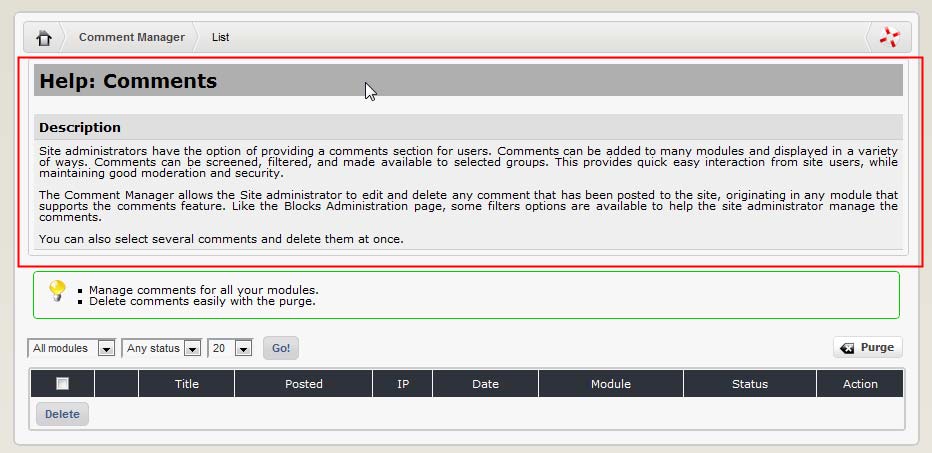 Comment Manager List
Help: Comments
Description
Site administrators have the option of providing a comments section for users. Comments can be added to many modules and displayed in a variety
of ways. Comments can be screened, filtered, and made available to selected groups. This provides quick easy interaction from site users, while
maintaining good moderation and security.
The Comment Manager allows the Site administrator to edit and delete any comment that has been posted to the site, originating in any module that
supports the comments feature. Like the Blocks Administration page, some filters options are available to help the site administrator manage the
comments.
You can also select several comments and delete them at once.
Manage comments for all your modules.
Delete comments easily with the purge.
All modules Any status 20 Go! Purge
Title Posted IP Date Module Status Action
Delete